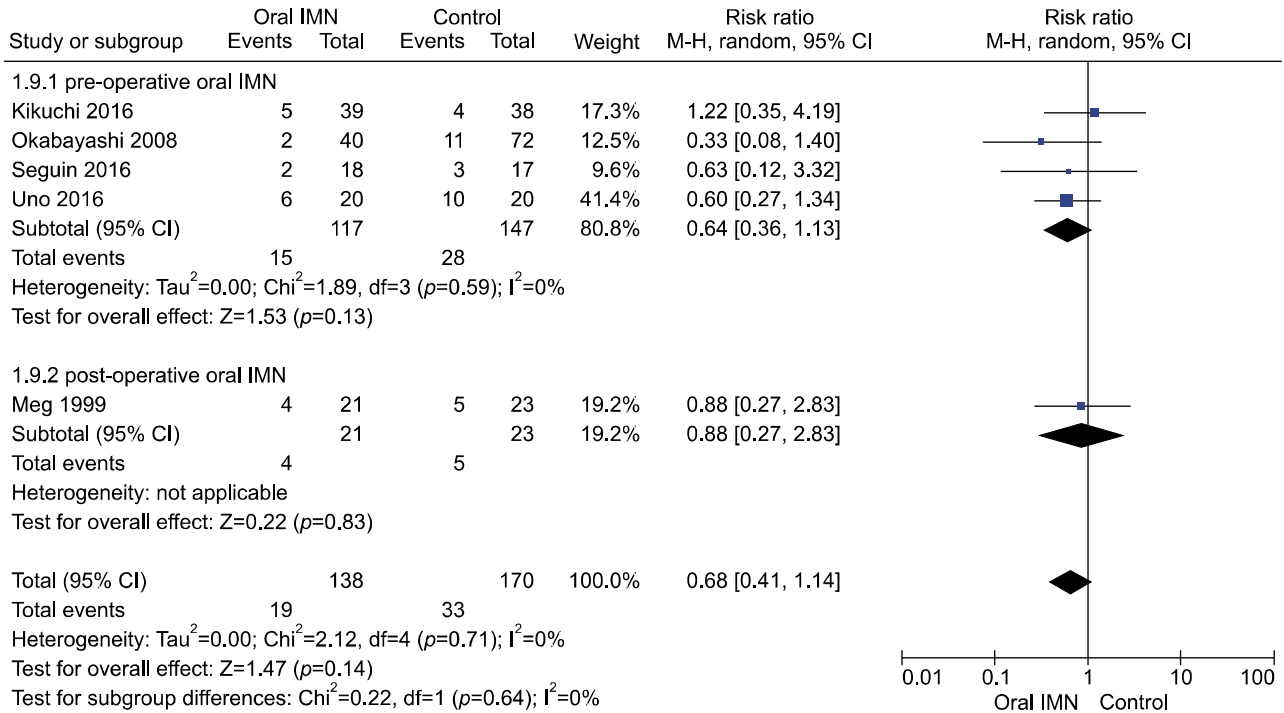 Oral IMN Control Risk ratio Risk ratio
Study or subgroup Events Total Events Total Weight M-H, random, 95% CI M-H, random, 95% CI
1.9.1 pre-operative oral IMN
Kikuchi 2016 5 39 4 38 17.3% 1.22 [0.35, 4.19]
Okabayashi 2008 2 40 11 72 12.5% 0.33 [0.08, 1.40]
Seguin 2016 2 18 3 17 9.6% 0.63 [0.12, 3.32]
Uno 2016 6 20 10 20 41.4% 0.60 [0.27, 1.34]
Subtotal (95% CI) 117 147 80.8% 0.64 [0.36, 1.13]
Total events 15 28
Heterogeneity: Tau²=0.00; Chi²=1.89, df=3 (p=0.59); I²=0%
Test for overall effect: Z=1.53 (p=0.13)
1.9.2 post-operative oral IMN
Meg 1999 4 21 5 23 19.2% 0.88 [0.27, 2.83]
Subtotal (95% CI) 21 23 19.2% 0.88 [0.27, 2.83]
Total events 4 5
Heterogeneity: not applicable
Test for overall effect: Z=0.22 (p=0.83)
Total (95% CI) 138 170 100.0% 0.68 [0.41, 1.14]
Total events 19 33
Heterogeneity: Tau²=0.00; Chi²=2.12, df=4 (p=0.71); I²=0%
Test for overall effect: Z=1.47 (p=0.14)
Test for subgroup differences: Chi²=0.22, df=1 (p=0.64); I²=0%
0.01 0.1 1 10 100
Oral IMN Control